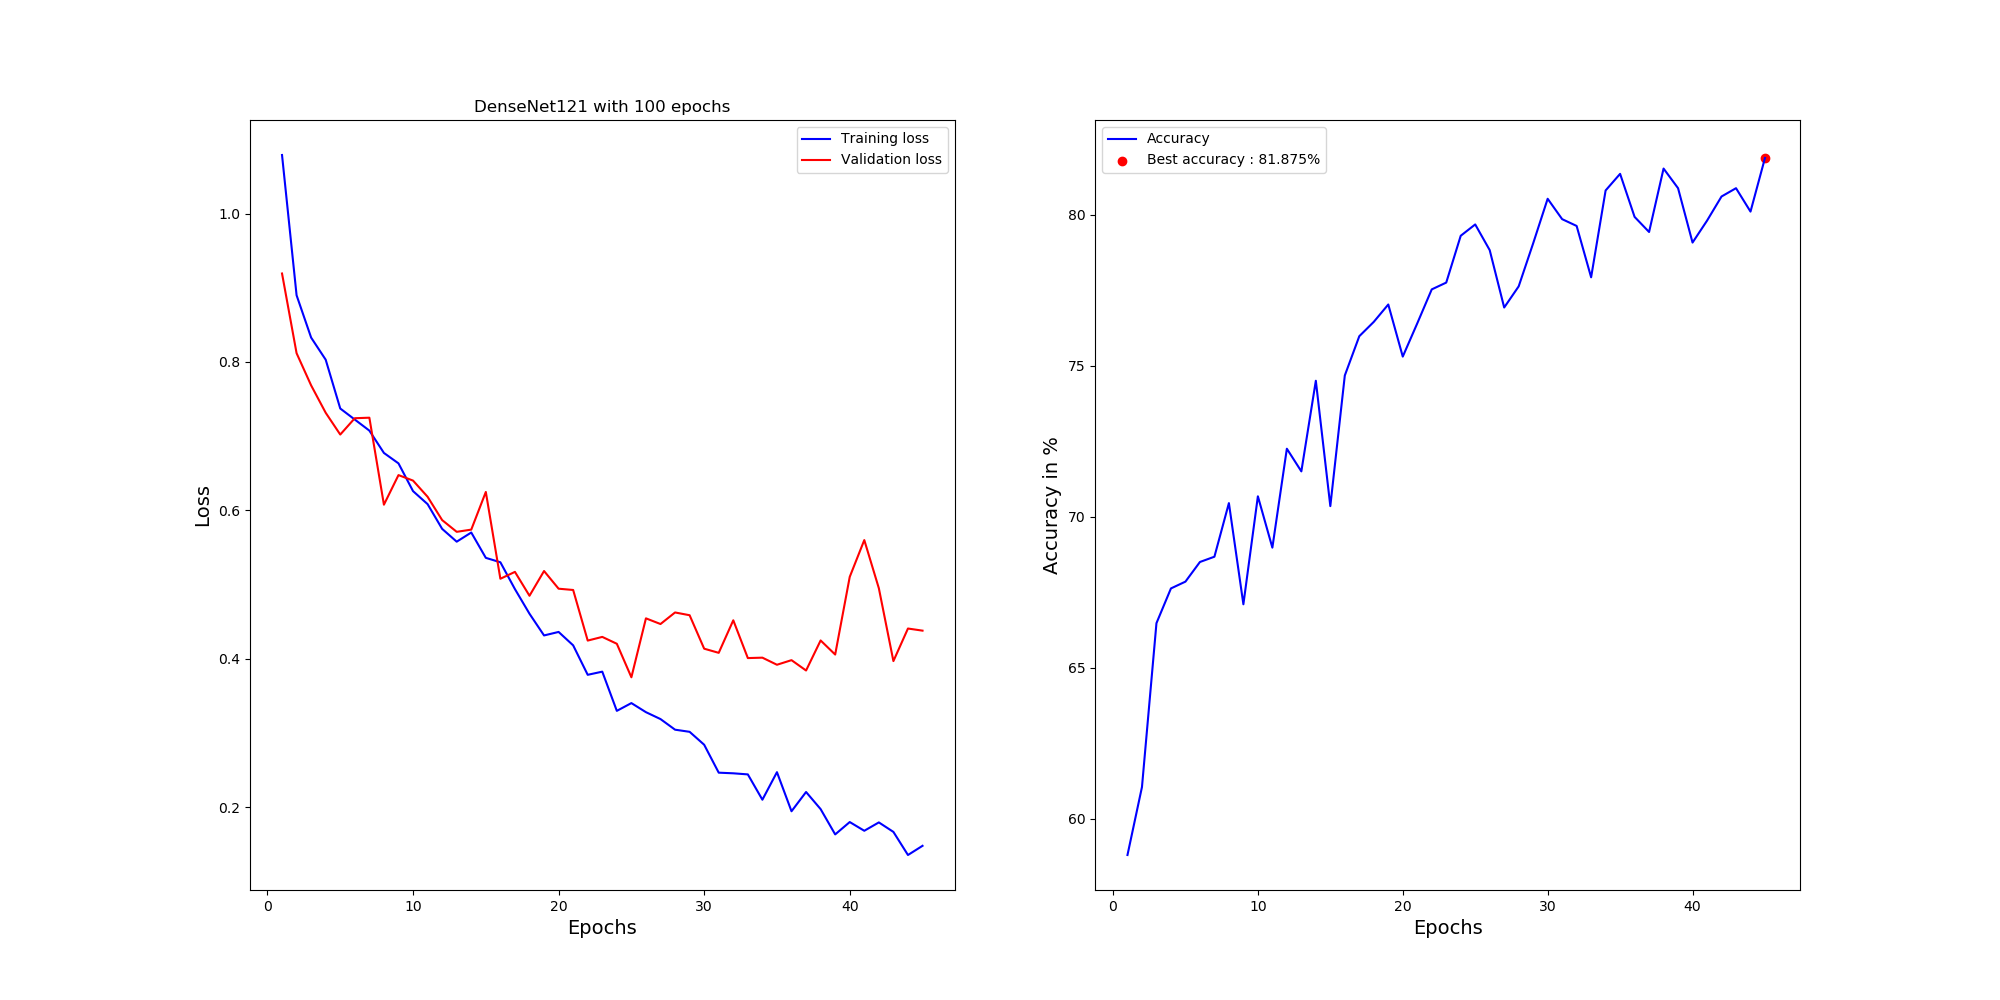 DenseNet121 with 100 epochs
Training loss
Validation loss
1.0
0.8
0.6
0.4
0.2
Loss
0 10 20 30 40
Epochs
Accuracy
Best accuracy : 81.875%
80
75
70
65
60
Accuracy in %
0 10 20 30 40
Epochs